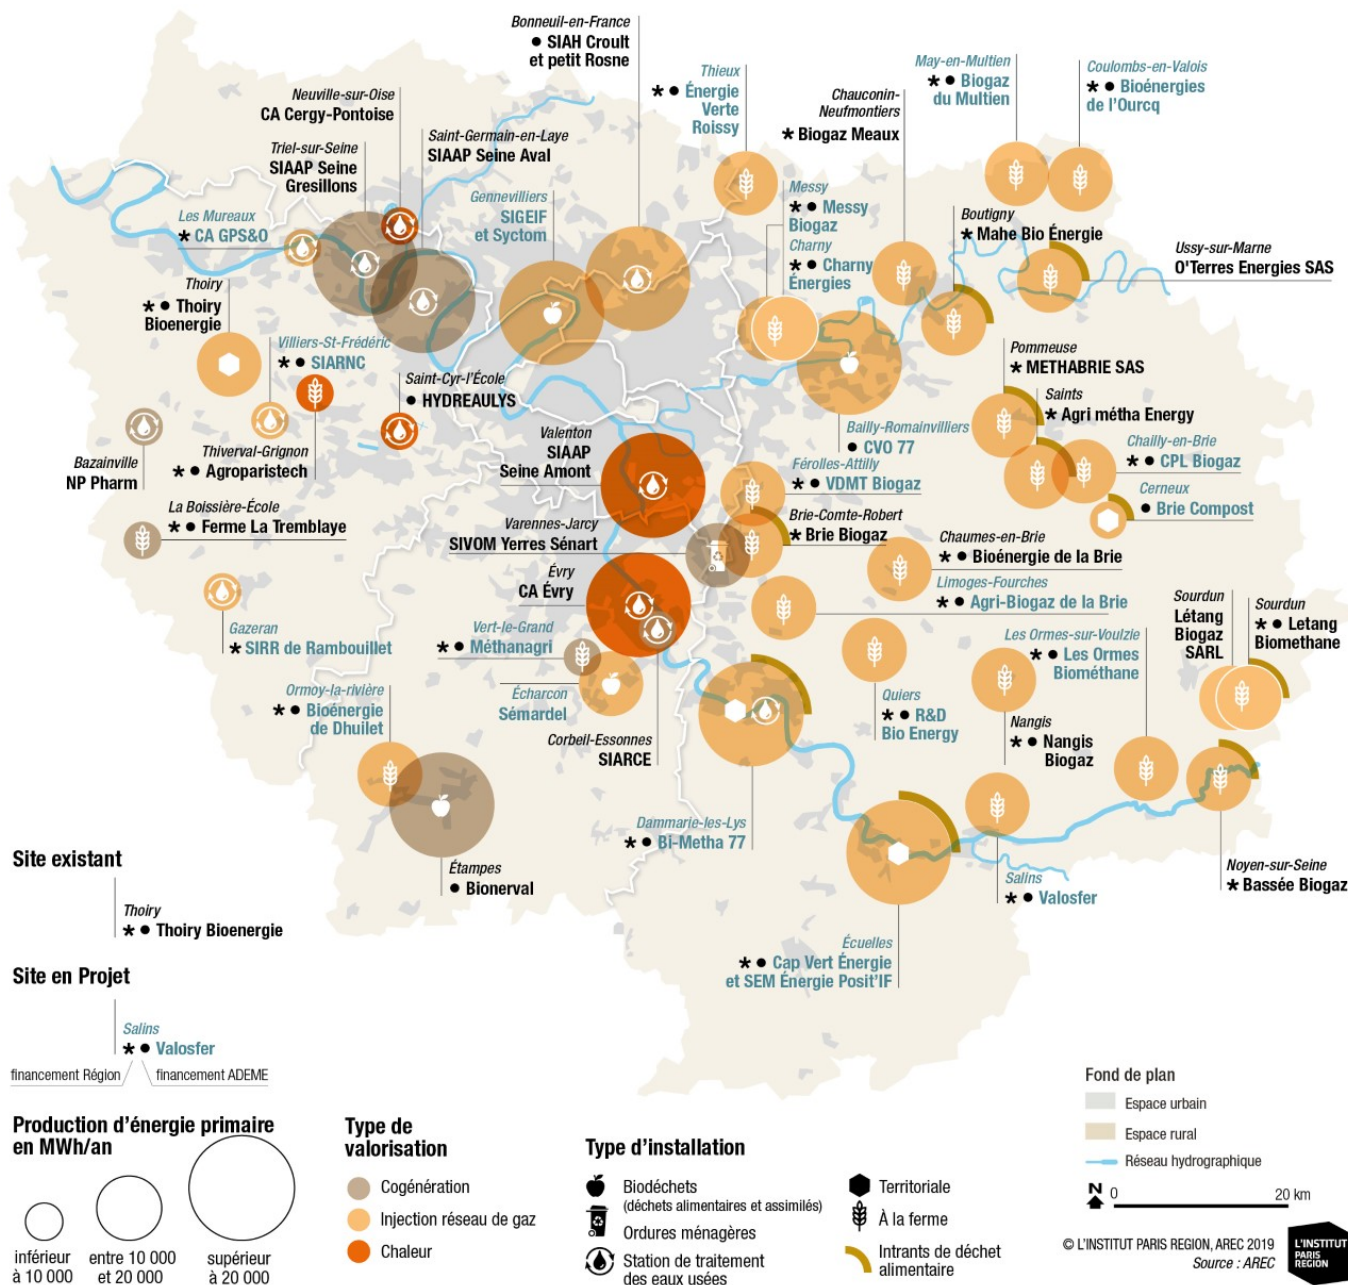 Bonneuil-en-France
● SIAH Croult
et petit Rosne
Neuville-sur-Oise
CA Cergy-Pontoise
Triel-sur-Seine
SIAAP Seine
Gresillons
Saint-Germain-en-Laye
SIAAP Seine Aval
Gennevilliers
SIGEIF
et Syctom
Thieux
* ● Énergie
Verte
Roissy
Chauconin-
Neufmontiers
* Biogaz Meaux
May-en-Multien
* ● Biogaz
du Multien
Coulombs-en-Valois
* ● Bioénergies
de l'Ourcq
Les Mureaux
* CA GPS&O
Messy
* ● Messy
Biogaz
Charny
* ● Charny
Énergies
Boutigny
* Mahe Bio Énergie
Ussy-sur-Marne
O'Terres Energies SAS
Thoiry
* ● Thoiry
Bioenergie
Villiers-St-Frédéric
* ● SIARNC
Saint-Cyr-l'École
● HYDREAULYS
Pommeuse
* METHABRIE SAS
Saints
* Agri métha Energy
Bazainville
NP Pharm
Thiverval-Grignon
* ● Agroparistech
Valenton
SIAAP
Seine Amont
Bailly-Romainvilliers
● CVO 77
Chailly-en-Brie
* ● CPL Biogaz
Férolles-Attilly
* ● VDMT Biogaz
Cerneux
● Brie Compost
La Boissière-École
* ● Ferme La Tremblaye
Varennes-Jarcy
SIVOM Yerres Sénart
Brie-Comte-Robert
* Brie Biogaz
Chaumes-en-Brie
* ● Bioénergie de la Brie
Évry
CA Évry
Limoges-Fourches
* ● Agri-Biogaz de la Brie
Sourdun
Létang
Biogaz
SARL
Sourdun
* ● Letang
Biomethane
Gazeran
* SIRR de Rambouillet
Vert-le-Grand
* ● Méthanagri
Les Ormes-sur-Voulzie
* ● Les Ormes
Biométhane
Ormoy-la-rivière
* ● Bioénergie
de Dhuilet
Écharcon
Sémardel
Quiers
* ● R&D
Bio Energy
Nangis
* ● Nangis
Biogaz
Corbeil-Essonnes
SIARCE
Dammarie-les-Lys
* ● Bi-Metha 77
Étampes
● Bionerval
Salins
* ● Valosfer
Noyen-sur-Seine
* Bassée Biogaz
Écuelles
* ● Cap Vert Énergie
et SEM Énergie Posit'IF
Site existant
Thoiry
* ● Thoiry Bioenergie
Site en Projet
Salins
* ● Valosfer
financement Région
financement ADEME
Production d'énergie primaire
en MWh/an
inférieur
à 10 000
entre 10 000
et 20 000
supérieur
à 20 000
Type de
valorisation
Cogénération
Injection réseau de gaz
Chaleur
Type d'installation
Biodéchets
(déchets alimentaires et assimilés)
Ordures ménagères
Station de traitement
des eaux usées
Territoriale
À la ferme
Intrants de déchet
alimentaire
Fond de plan
Espace urbain
Espace rural
Réseau hydrographique
N
0
20 km
© L'INSTITUT PARIS REGION, AREC 2019
Source : AREC
L'INSTITUT
PARIS
REGION